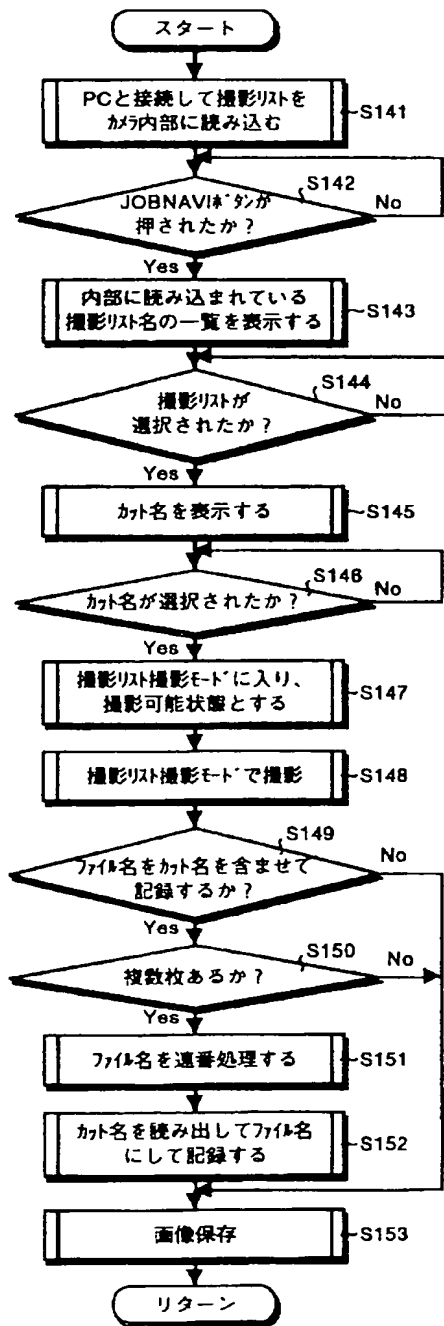 スタート
PCと接続して撮影リストを
カメラ内部に読み込む
S141
S142
JOBNAVIボタンが
押されたか?
No
Yes
内部に読み込まれている
撮影リスト名の一覧を表示する
S143
S144
撮影リストが
選択されたか?
No
Yes
カット名を表示する
S145
S146
カット名が選択されたか?
No
Yes
撮影リスト撮影モードに入り、
撮影可能状態とする
S147
撮影リスト撮影モードで撮影
S148
S149
ファイル名をカット名を含ませて
記録するか?
No
Yes
S150
複数枚あるか?
No
Yes
ファイル名を連番処理する
S151
カット名を読み出してファイル名
にして記録する
S152
画像保存
S153
リターン